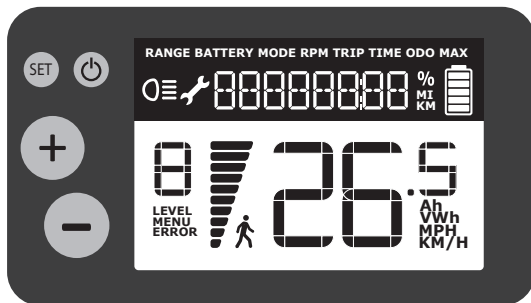 RANGE BATTERY MODE RPM TRIP TIME ODO MAX
SET
88888888 %
MI
KM
+
8
26.5
LEVEL
MENU
ERROR
Ah
VWh
MPH
KM/H
-